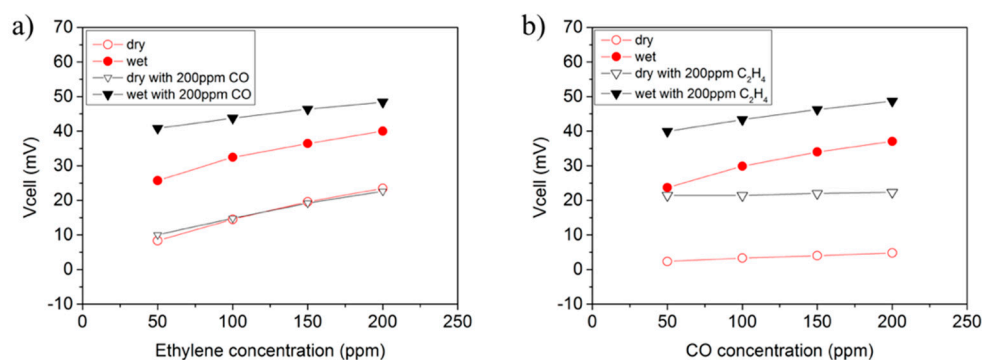 a)
70
60
50
40
30
20
10
0
-10
Vcell (mV)
dry
wet
dry with 200ppm CO
wet with 200ppm CO
0 50 100 150 200 250
Ethylene concentration (ppm)
b)
70
60
50
40
30
20
10
0
-10
Vcell (mV)
dry
wet
dry with 200ppm C₂H₄
wet with 200ppm C₂H₄
0 50 100 150 200 250
CO concentration (ppm)